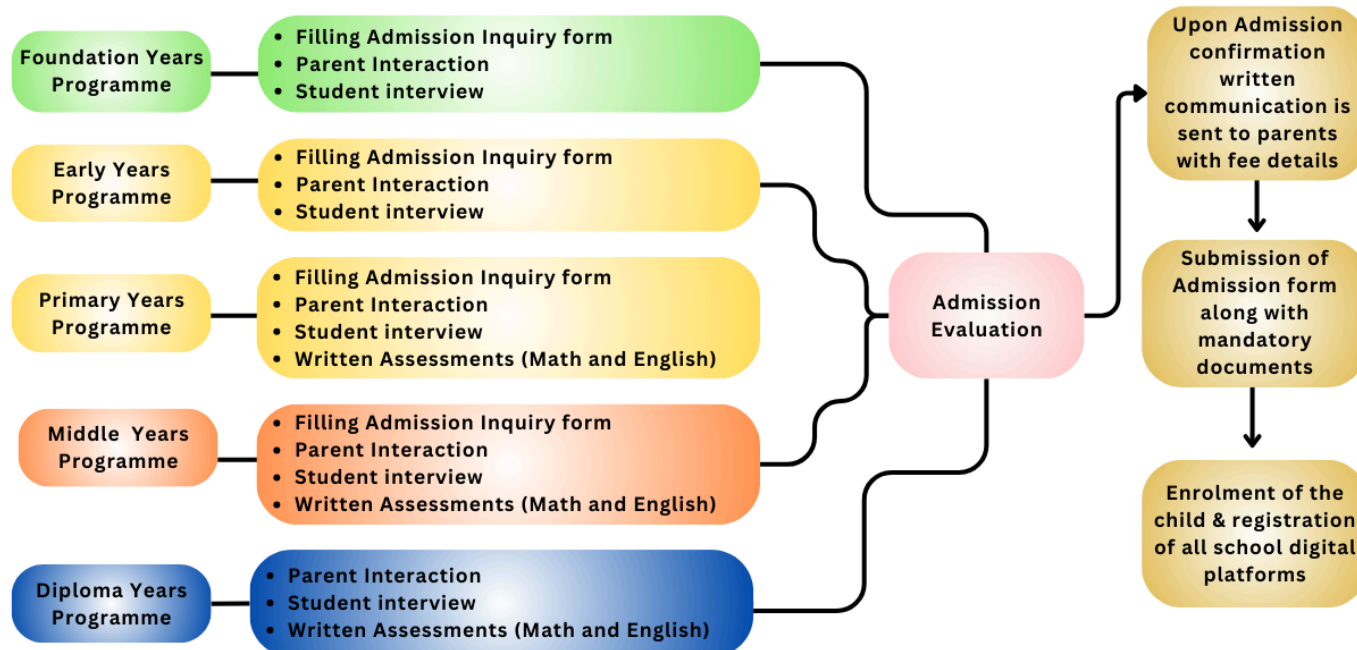 Foundation Years
Programme
• Filling Admission Inquiry form
• Parent Interaction
• Student interview
Early Years
Programme
• Filling Admission Inquiry form
• Parent Interaction
• Student interview
Primary Years
Programme
• Filling Admission Inquiry form
• Parent Interaction
• Student interview
• Written Assessments (Math and English)
Middle Years
Programme
• Filling Admission Inquiry form
• Parent Interaction
• Student interview
• Written Assessments (Math and English)
Diploma Years
Programme
• Parent Interaction
• Student interview
• Written Assessments (Math and English)
Admission
Evaluation
Upon Admission
confirmation
written
communication is
sent to parents
with fee details
Submission of
Admission form
along with
mandatory
documents
Enrolment of the
child & registration
of all school digital
platforms